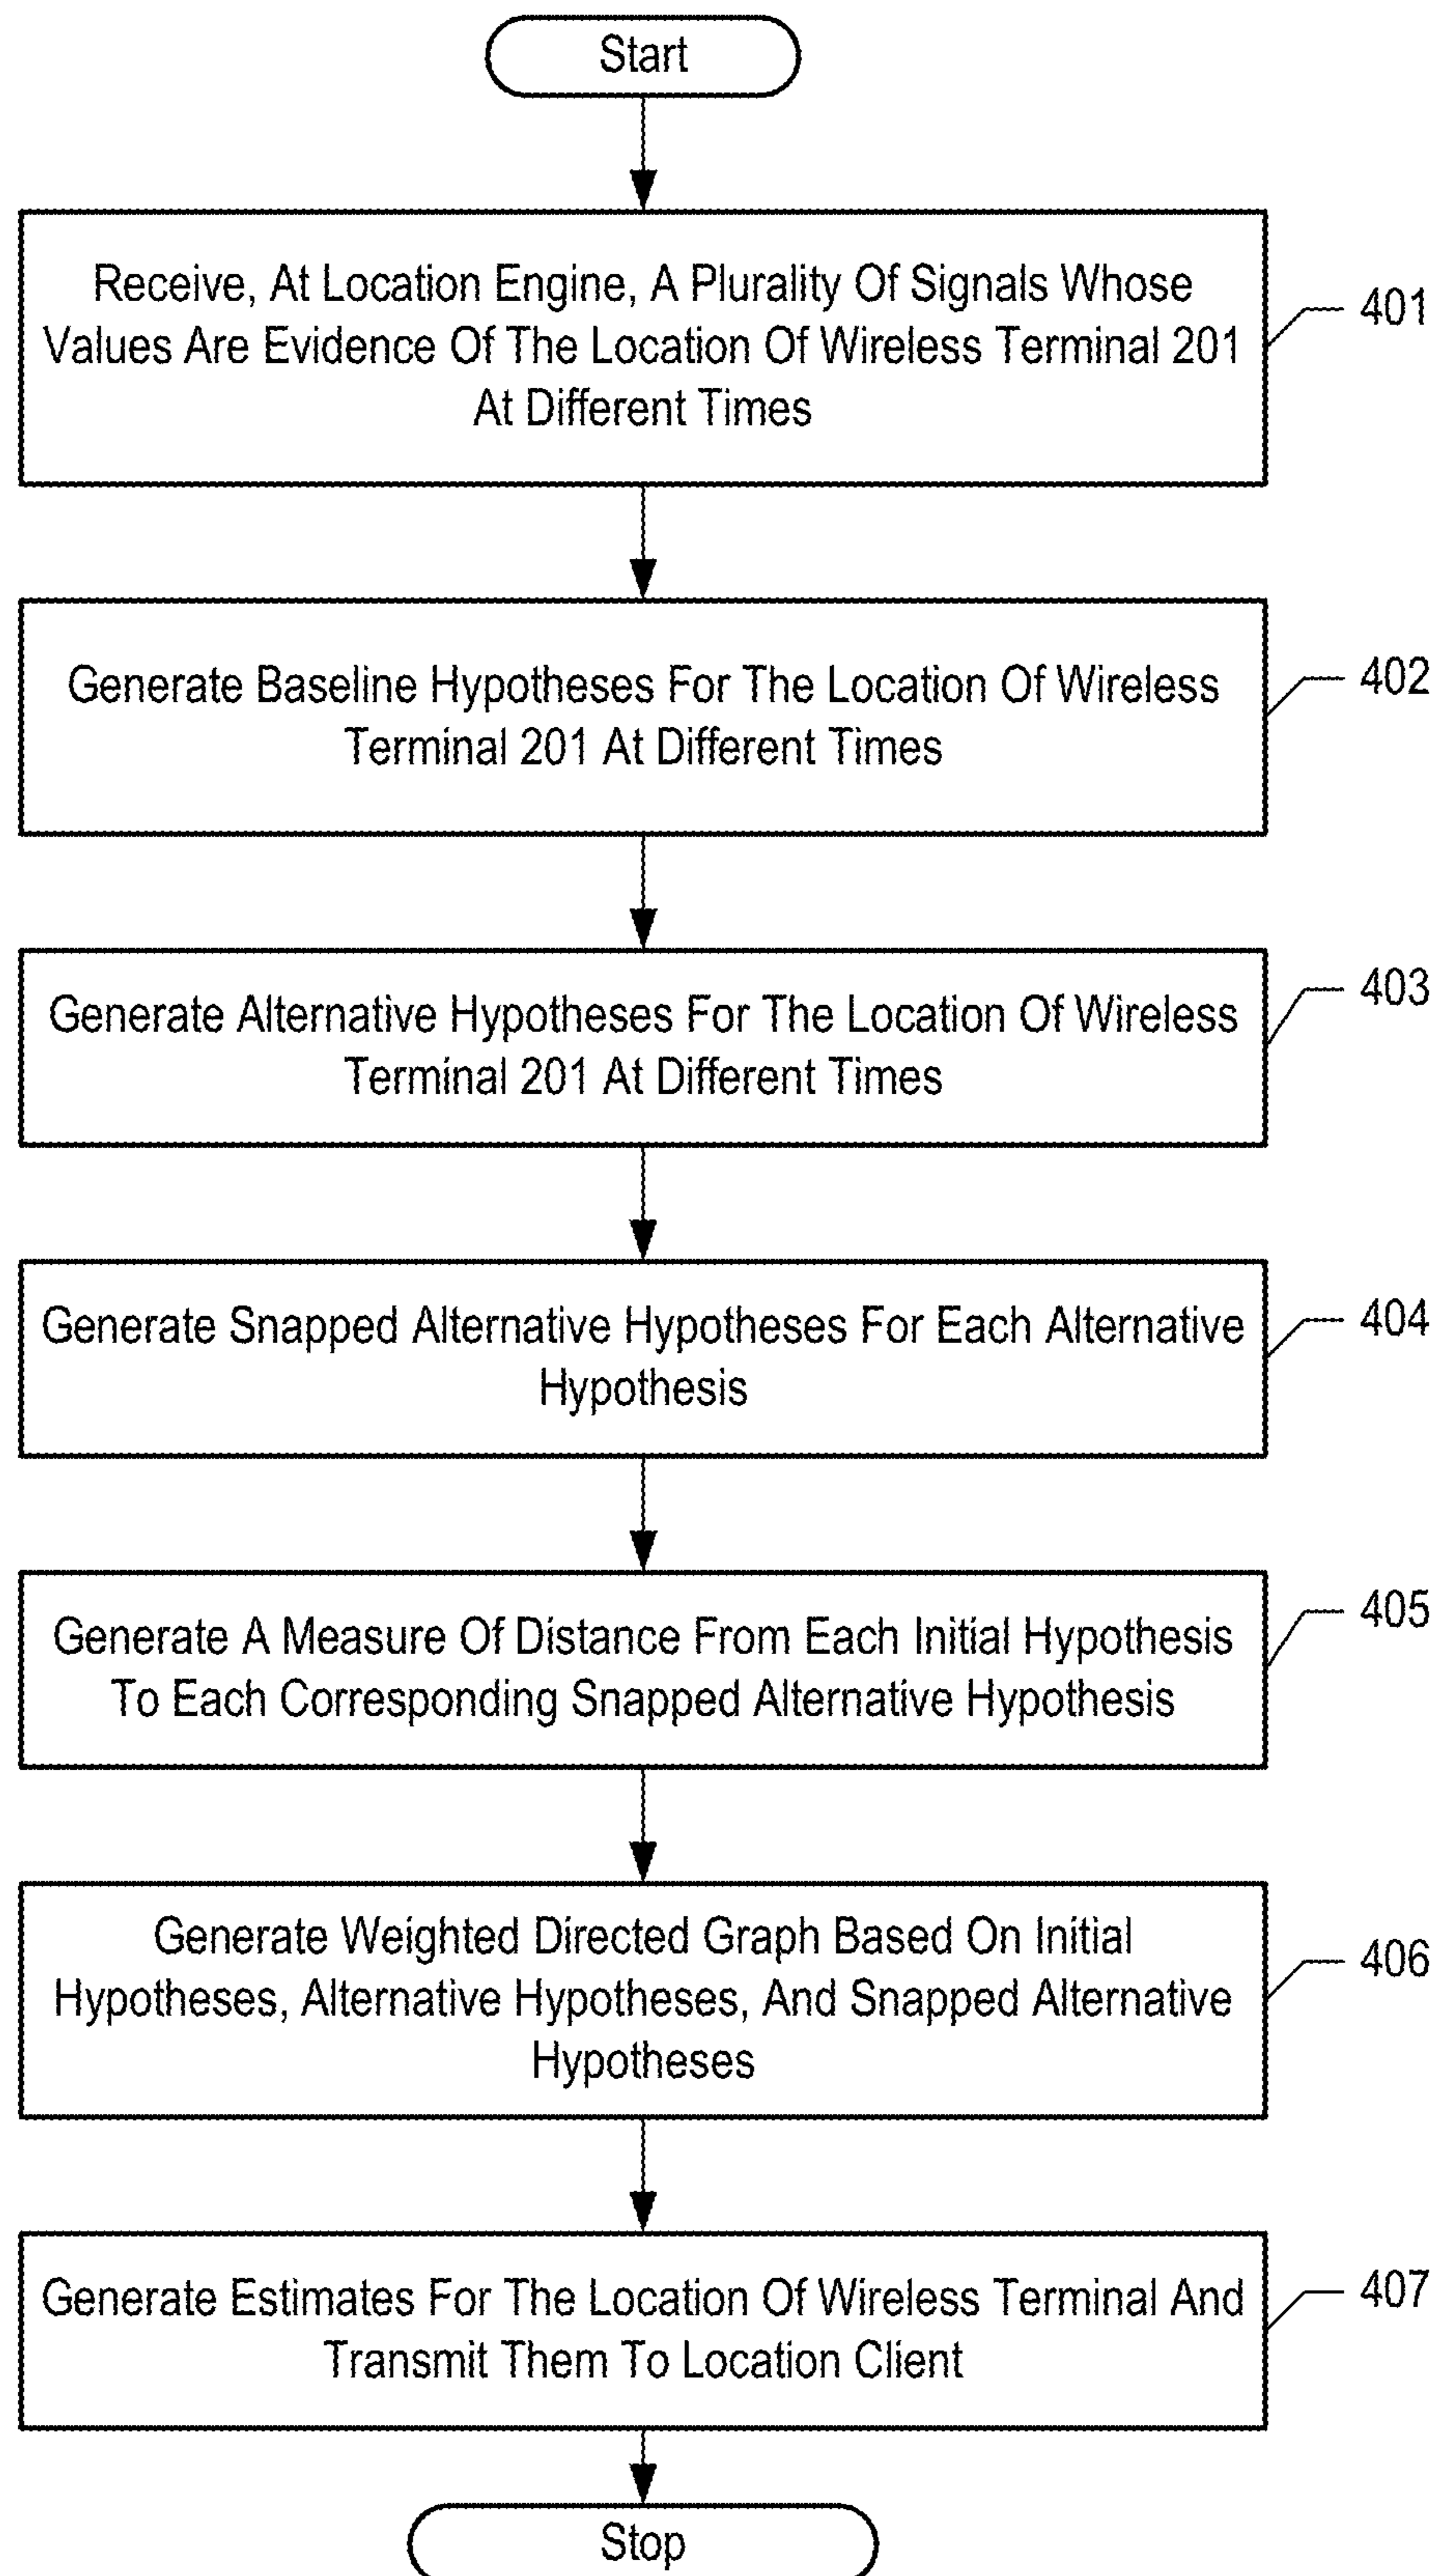 Start
Receive, At Location Engine, A Plurality Of Signals Whose
Values Are Evidence Of The Location Of Wireless Terminal 201
At Different Times
401
Generate Baseline Hypotheses For The Location Of Wireless
Terminal 201 At Different Times
402
Generate Alternative Hypotheses For The Location Of Wireless
Terminal 201 At Different Times
403
Generate Snapped Alternative Hypotheses For Each Alternative
Hypothesis
404
Generate A Measure Of Distance From Each Initial Hypothesis
To Each Corresponding Snapped Alternative Hypothesis
405
Generate Weighted Directed Graph Based On Initial
Hypotheses, Alternative Hypotheses, And Snapped Alternative
Hypotheses
406
Generate Estimates For The Location Of Wireless Terminal And
Transmit Them To Location Client
407
Stop